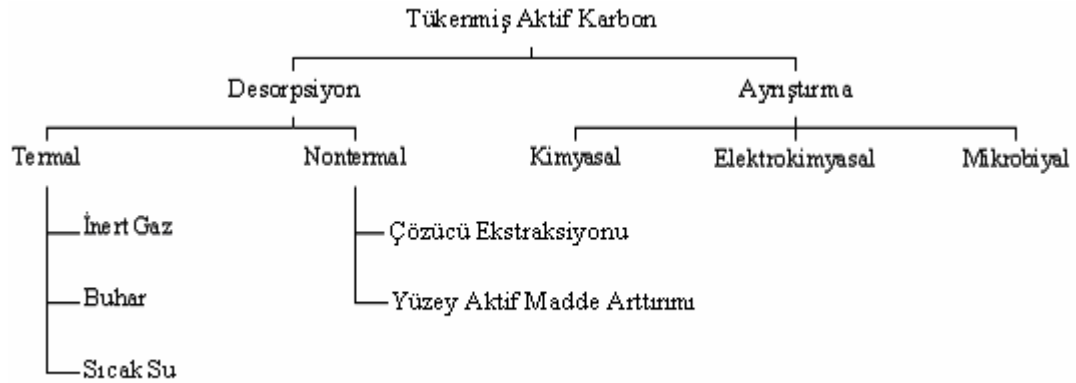 Tükenmiş Aktif Karbon
Desorpsiyon
Ayrıştırma
Termal
Nontermal
Kimyasal
Elektrokimyasal
Mikrobiyal
İnert Gaz
Çözücü Ekstraksiyonu
Buhar
Yüzey Aktif Madde Arttırımı
Sıcak Su